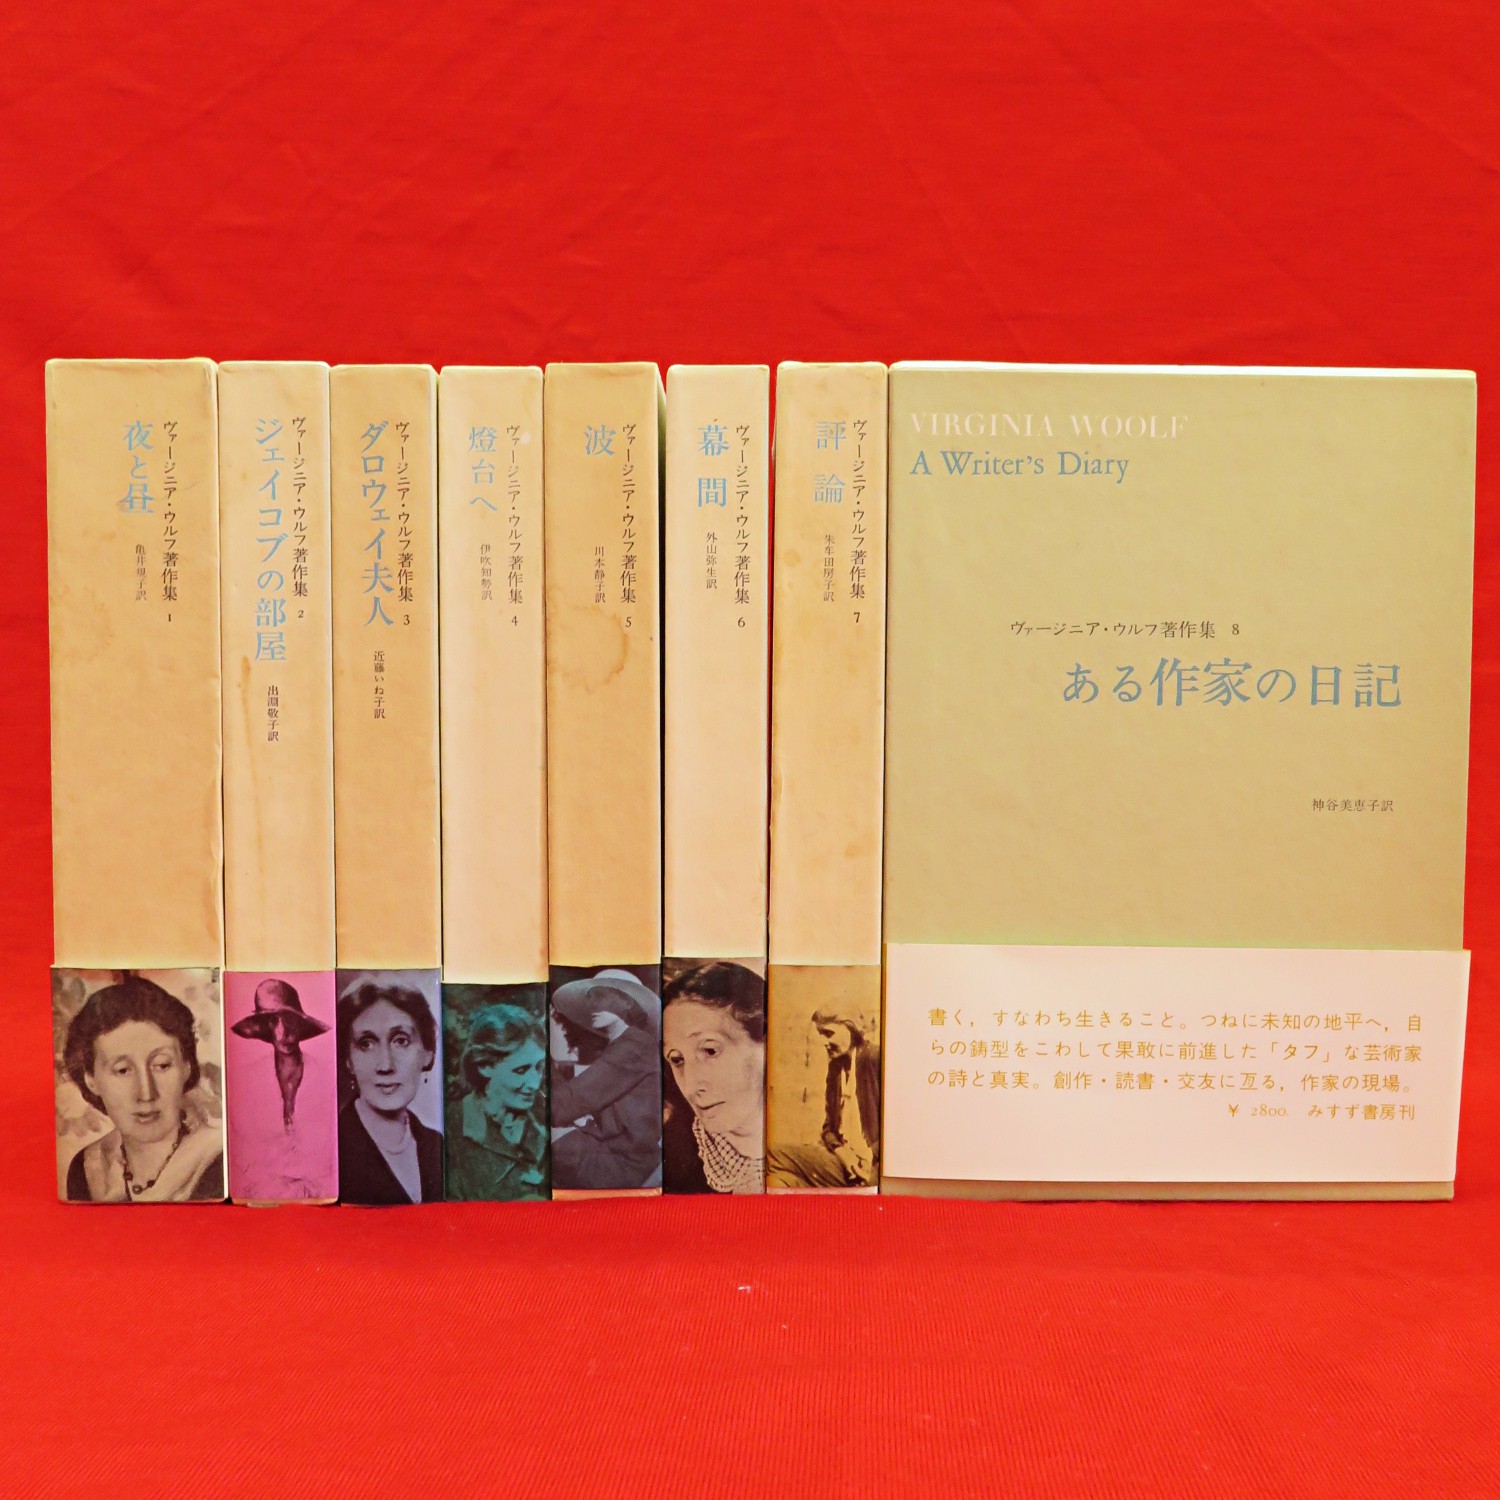 ヴァージニア・ウルフ著作集 1
夜と昼
亀井規子訳
ヴァージニア・ウルフ著作集 2
ジェイコブの部屋
出淵敬子訳
ヴァージニア・ウルフ著作集 3
ダロウェイ夫人
近藤いね子訳
ヴァージニア・ウルフ著作集 4
燈台へ
伊吹知勢訳
ヴァージニア・ウルフ著作集 5
波
川本静子訳
ヴァージニア・ウルフ著作集 6
幕間
外山弥生訳
ヴァージニア・ウルフ著作集 7
評論
朱牟田房子訳
VIRGINIA WOOLF
A Writer's Diary
ヴァージニア・ウルフ著作集 8
ある作家の日記
神谷美恵子訳
書く，すなわち生きること。つねに未知の地平へ，自
らの鋳型をこわして果敢に前進した「タフ」な芸術家
の詩と真実。創作・読書・交友に亙る，作家の現場。
¥ 2800. みすず書房刊